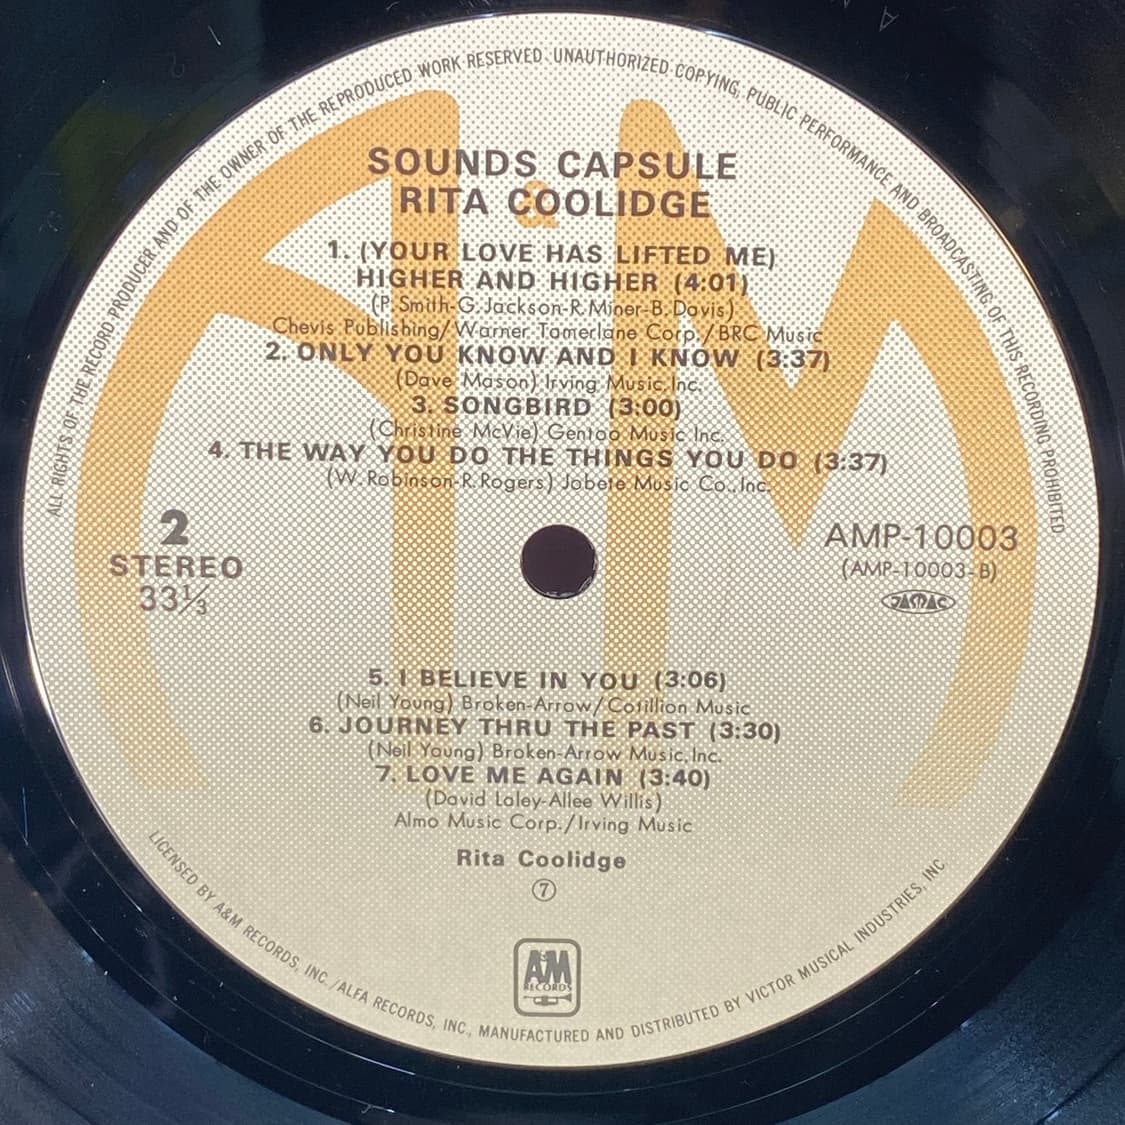 ALL RIGHTS OF THE RECORD PRODUCER AND OF THE OWNER OF THE REPRODUCED WORK RESERVED. UNAUTHORIZED COPYING, PUBLIC PERFORMANCE AND BROADCASTING OF THIS RECORDING PROHIBITED
SOUNDS CAPSULE
RITA COOLIDGE
1. (YOUR LOVE HAS LIFTED ME)
HIGHER AND HIGHER (4:01)
(P. Smith-G. Jackson-R. Miner-B. Davis)
Chevis Publishing/Warner Tamerlane Corp./BRC Music
2. ONLY YOU KNOW AND I KNOW (3:37)
(Dave Mason) Irving Music, Inc.
3. SONGBIRD (3:00)
(Christine McVie) Gentoo Music Inc.
4. THE WAY YOU DO THE THINGS YOU DO (3:37)
(W. Robinson-R. Rogers) Jobete Music Co., Inc.
2
STEREO
33⅓
AMP-10003
(AMP-10003-B)
JASRAC
5. I BELIEVE IN YOU (3:06)
(Neil Young) Broken-Arrow/Cotillion Music
6. JOURNEY THRU THE PAST (3:30)
(Neil Young) Broken-Arrow Music, Inc.
7. LOVE ME AGAIN (3:40)
(David Laley-Allee Willis)
Almo Music Corp./Irving Music
Rita Coolidge
⑦
A&M
RECORDS
LICENSED BY A&M RECORDS, INC./ALFA RECORDS, INC., MANUFACTURED AND DISTRIBUTED BY VICTOR MUSICAL INDUSTRIES, INC.